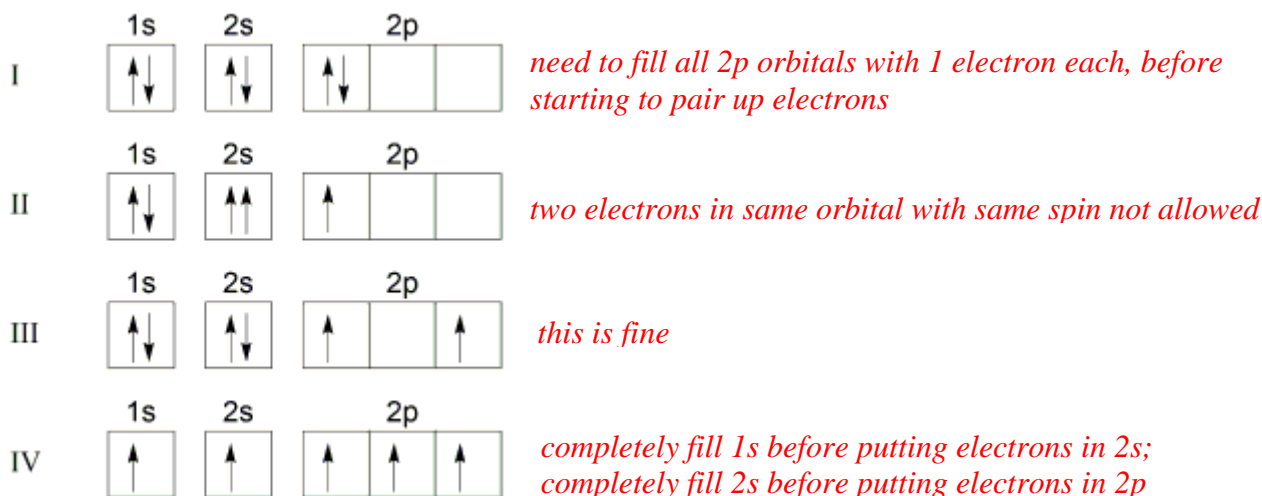 1s 2s 2p
I need to fill all 2p orbitals with 1 electron each, before
starting to pair up electrons
1s 2s 2p
II two electrons in same orbital with same spin not allowed
1s 2s 2p
III this is fine
1s 2s 2p
IV completely fill 1s before putting electrons in 2s;
completely fill 2s before putting electrons in 2p